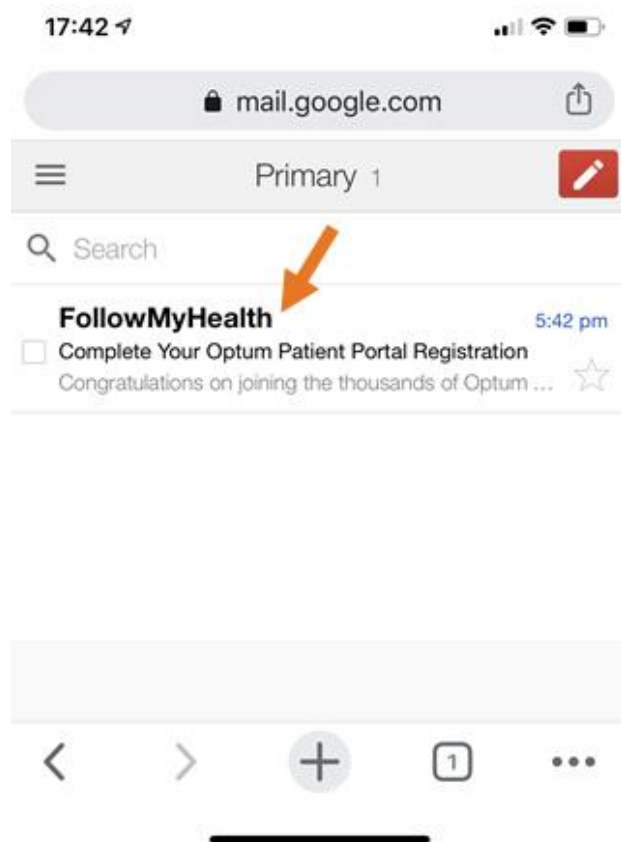 17:42
mail.google.com
Primary 1
Search
FollowMyHealth
5:42 pm
Complete Your Optum Patient Portal Registration
Congratulations on joining the thousands of Optum ...
1